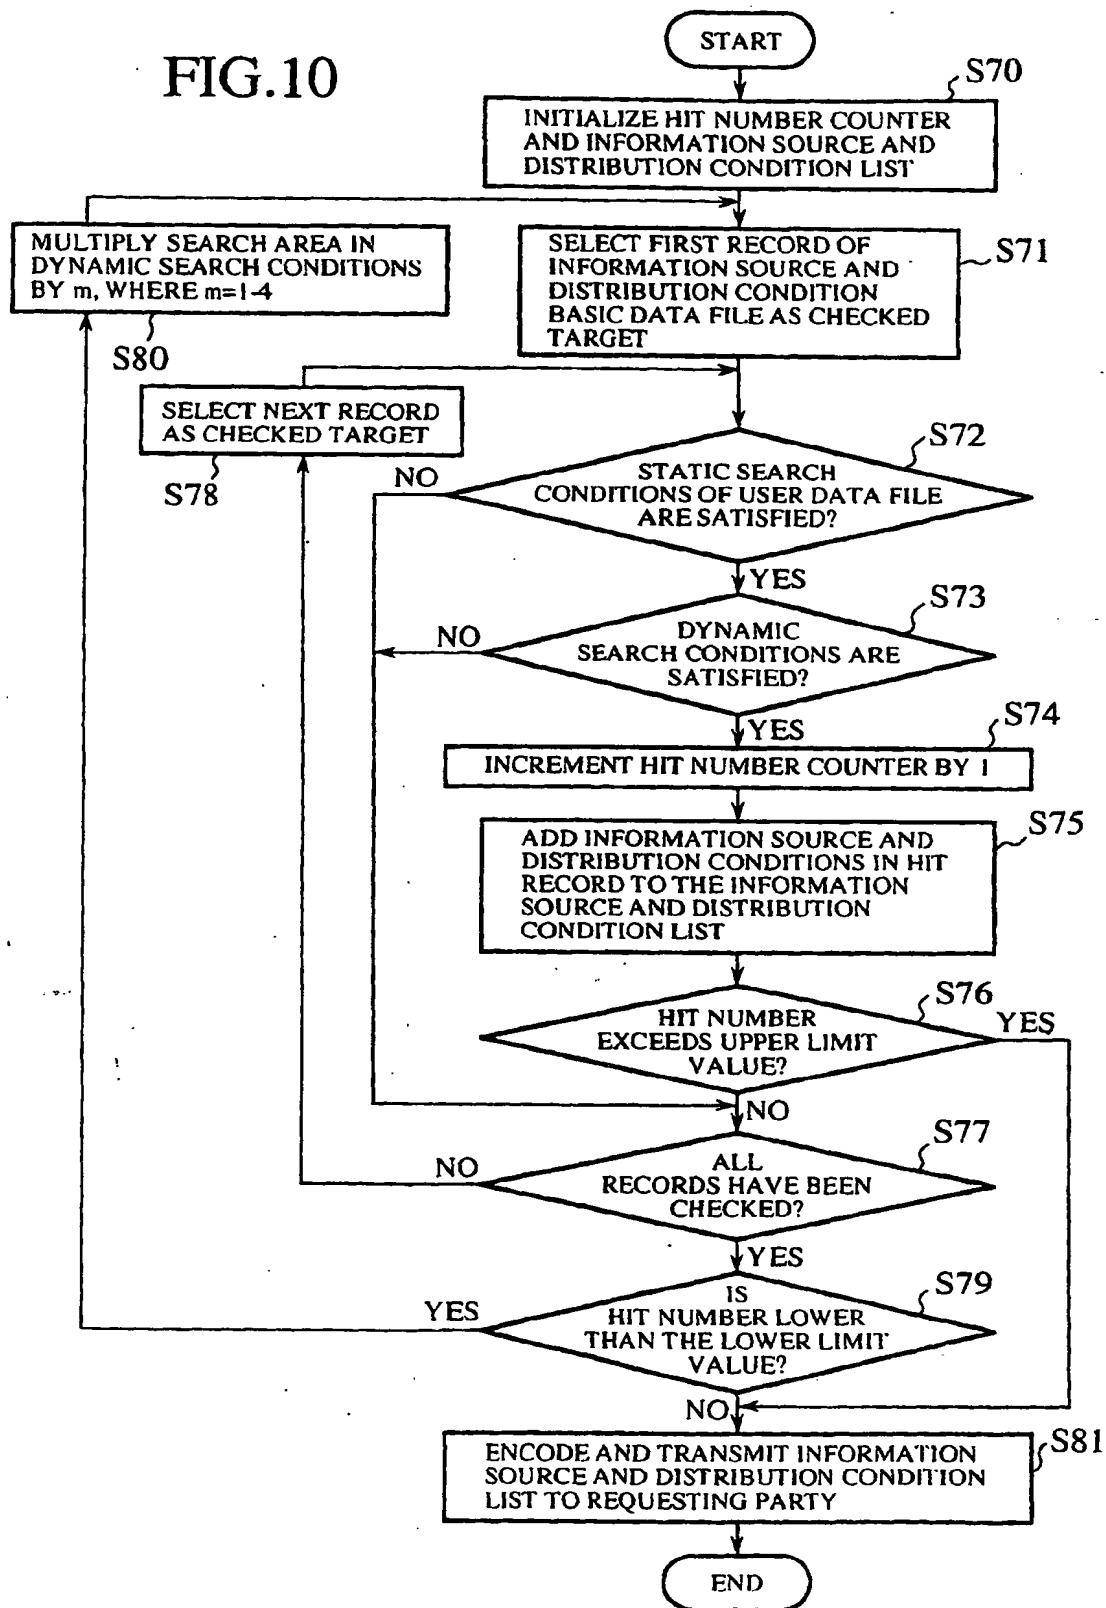 FIG.10
START
S70
INITIALIZE HIT NUMBER COUNTER
AND INFORMATION SOURCE AND
DISTRIBUTION CONDITION LIST
MULTIPLY SEARCH AREA IN
DYNAMIC SEARCH CONDITIONS
BY m, WHERE m=1-4
S80
SELECT FIRST RECORD OF
INFORMATION SOURCE AND
DISTRIBUTION CONDITION
BASIC DATA FILE AS CHECKED
TARGET
S71
SELECT NEXT RECORD
AS CHECKED TARGET
S78
S72
STATIC SEARCH
CONDITIONS OF USER DATA FILE
ARE SATISFIED?
NO
YES
S73
DYNAMIC
SEARCH CONDITIONS ARE
SATISFIED?
NO
YES
S74
INCREMENT HIT NUMBER COUNTER BY 1
S75
ADD INFORMATION SOURCE AND
DISTRIBUTION CONDITIONS IN HIT
RECORD TO THE INFORMATION
SOURCE AND DISTRIBUTION
CONDITION LIST
S76
HIT NUMBER
EXCEEDS UPPER LIMIT
VALUE?
YES
NO
S77
ALL
RECORDS HAVE BEEN
CHECKED?
NO
YES
S79
IS
HIT NUMBER LOWER
THAN THE LOWER LIMIT
VALUE?
YES
NO
S81
ENCODE AND TRANSMIT INFORMATION
SOURCE AND DISTRIBUTION CONDITION
LIST TO REQUESTING PARTY
END